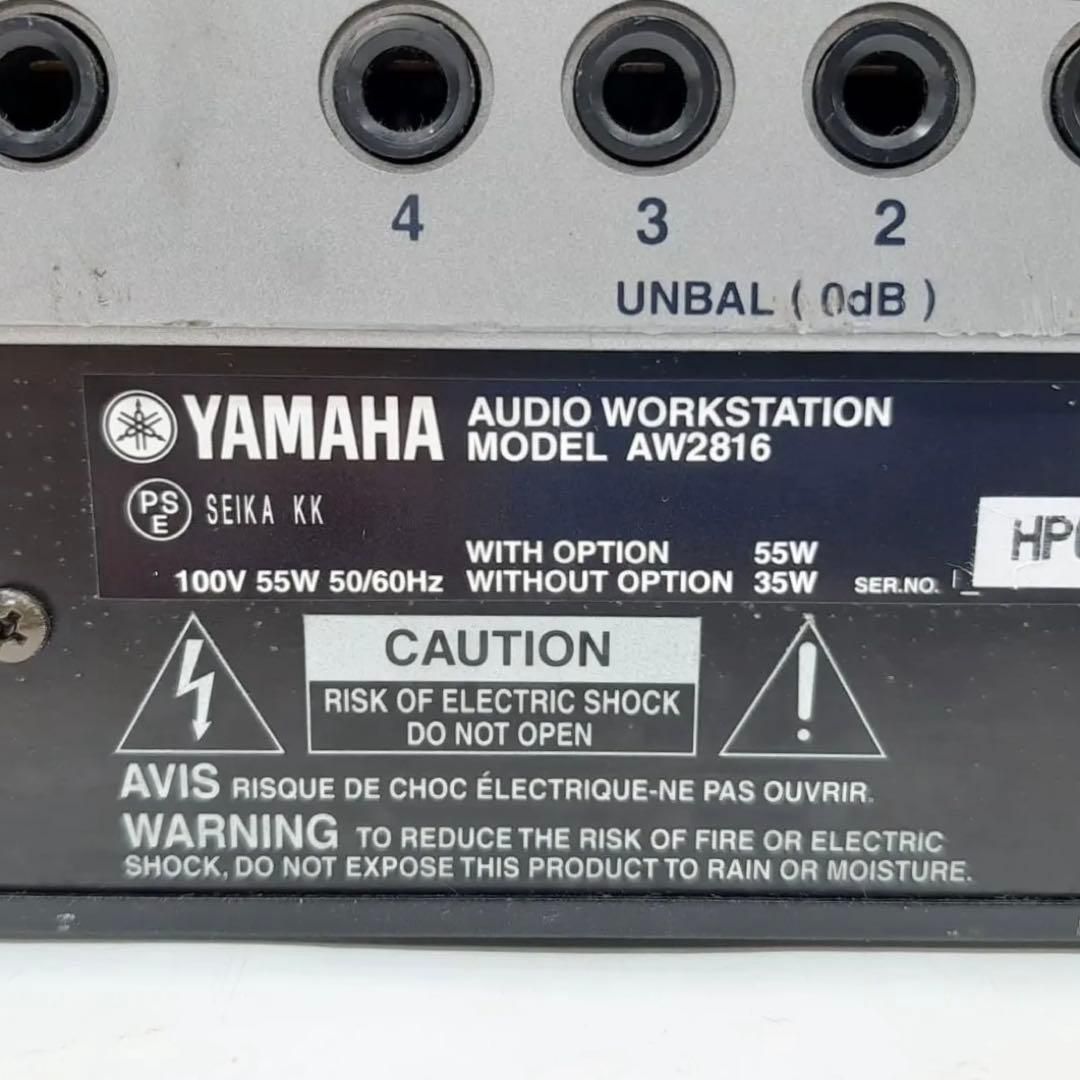 4 3 2
UNBAL ( 0dB )
YAMAHA AUDIO WORKSTATION
MODEL AW2816
PSE SEIKA KK
WITH OPTION 55W
100V 55W 50/60Hz WITHOUT OPTION 35W SER.NO.
CAUTION
RISK OF ELECTRIC SHOCK
DO NOT OPEN
AVIS RISQUE DE CHOC ÉLECTRIQUE-NE PAS OUVRIR.
WARNING TO REDUCE THE RISK OF FIRE OR ELECTRIC
SHOCK, DO NOT EXPOSE THIS PRODUCT TO RAIN OR MOISTURE.